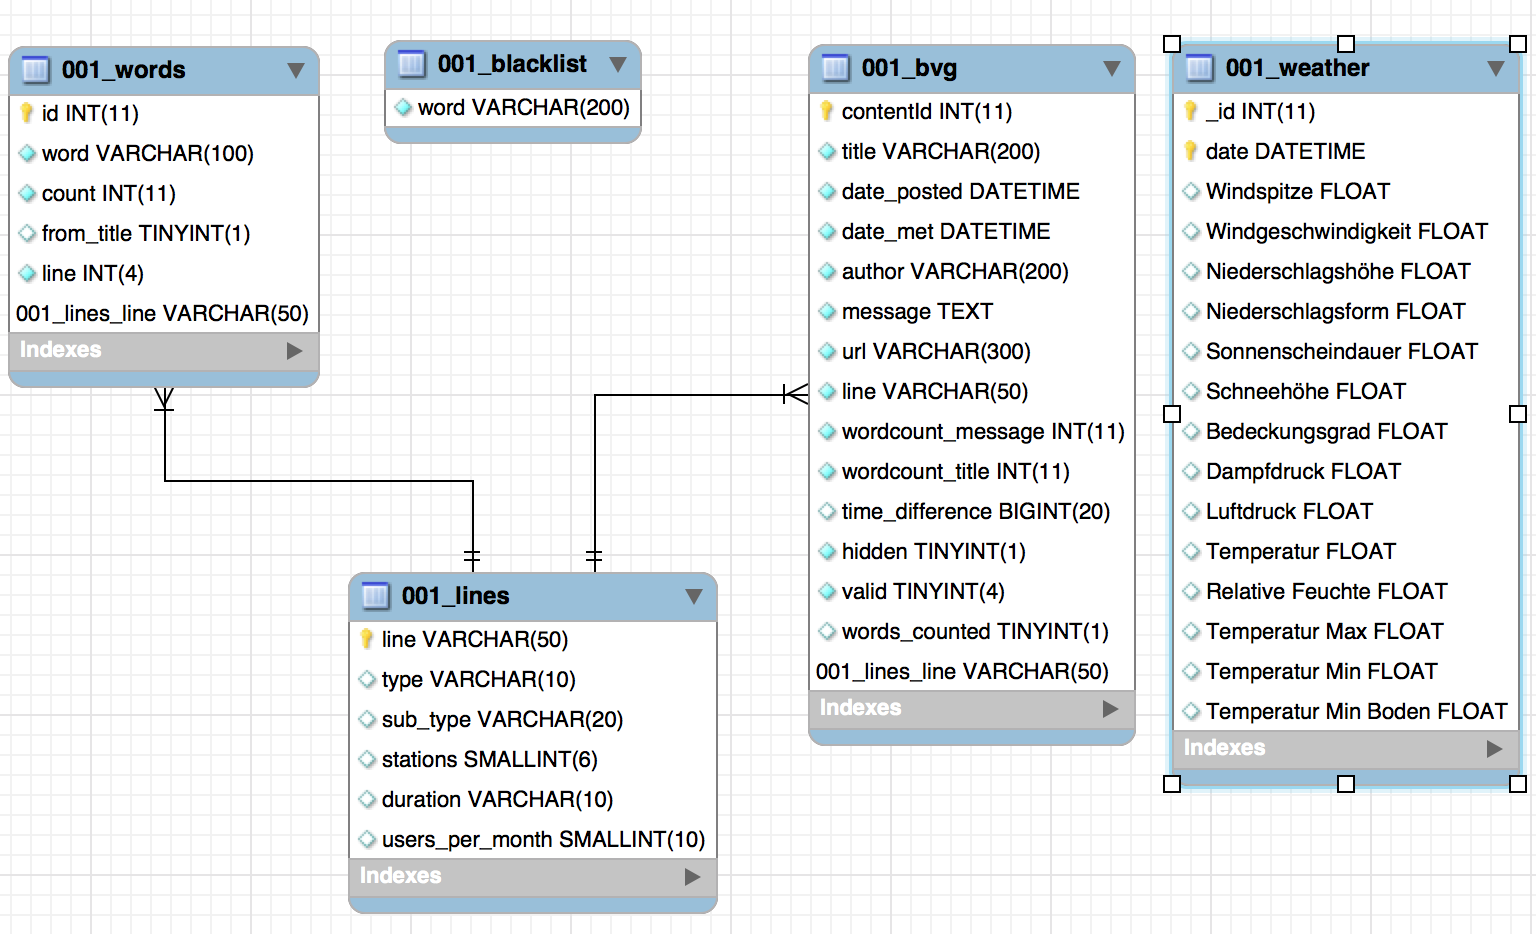 001_words
id INT(11)
word VARCHAR(100)
count INT(11)
from_title TINYINT(1)
line INT(4)
001_lines_line VARCHAR(50)
Indexes
001_blacklist
word VARCHAR(200)
001_bvg
contentId INT(11)
title VARCHAR(200)
date_posted DATETIME
date_met DATETIME
author VARCHAR(200)
message TEXT
url VARCHAR(300)
line VARCHAR(50)
wordcount_message INT(11)
wordcount_title INT(11)
time_difference BIGINT(20)
hidden TINYINT(1)
valid TINYINT(4)
words_counted TINYINT(1)
001_lines_line VARCHAR(50)
Indexes
001_weather
_id INT(11)
date DATETIME
Windspitze FLOAT
Windgeschwindigkeit FLOAT
Niederschlagshöhe FLOAT
Niederschlagsform FLOAT
Sonnenscheindauer FLOAT
Schneehöhe FLOAT
Bedeckungsgrad FLOAT
Dampfdruck FLOAT
Luftdruck FLOAT
Temperatur FLOAT
Relative Feuchte FLOAT
Temperatur Max FLOAT
Temperatur Min FLOAT
Temperatur Min Boden FLOAT
Indexes
001_lines
line VARCHAR(50)
type VARCHAR(10)
sub_type VARCHAR(20)
stations SMALLINT(6)
duration VARCHAR(10)
users_per_month SMALLINT(10)
Indexes